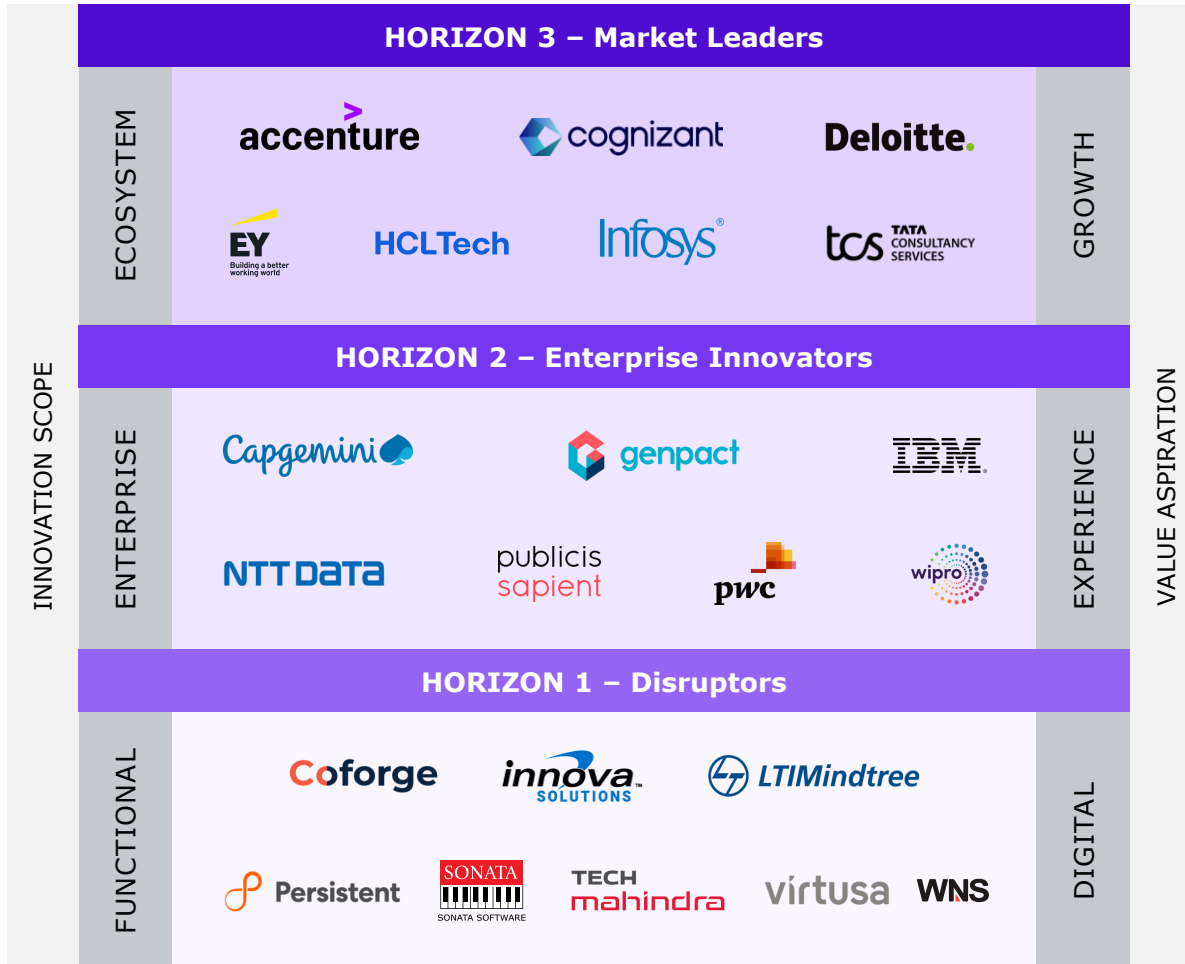 HORIZON 3 – Market Leaders
INNOVATION SCOPE
ECOSYSTEM
accenture
cognizant
Deloitte.
EY
Building a better
working world
HCLTech
Infosys®
tcs TATA
CONSULTANCY
SERVICES
GROWTH
VALUE ASPIRATION
HORIZON 2 – Enterprise Innovators
ENTERPRISE
Capgemini
genpact
IBM
NTT DATA
publicis
sapient
pwc
wipro
EXPERIENCE
HORIZON 1 – Disruptors
FUNCTIONAL
Coforge
innova™
SOLUTIONS
LTIMindtree
Persistent
SONATA
SONATA SOFTWARE
TECH
mahindra
virtusa
WNS
DIGITAL